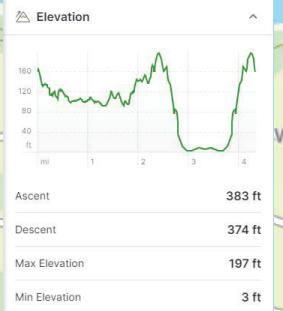 Elevation
160
120
80
40
ft
mi 1 2 3 4
Ascent 383 ft
Descent 374 ft
Max Elevation 197 ft
Min Elevation 3 ft
W